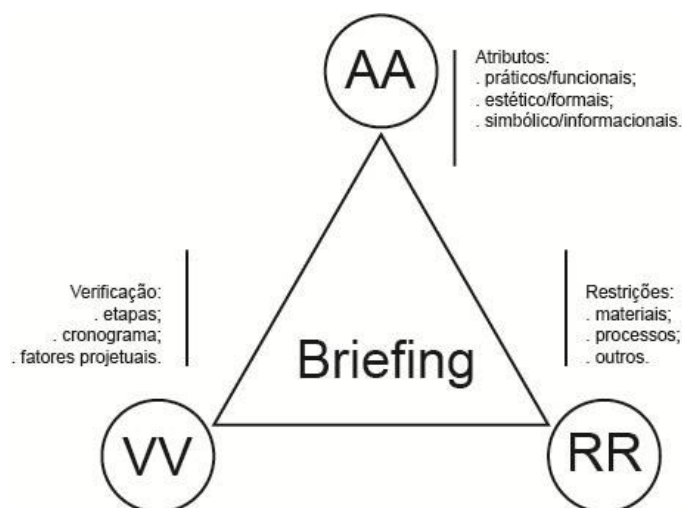 AA
Atributos:
. práticos/funcionais;
. estético/formais;
. simbólico/informacionais.
Verificação:
. etapas;
. cronograma;
. fatores projetuais.
Restrições:
. materiais;
. processos;
. outros.
Briefing
VV
RR